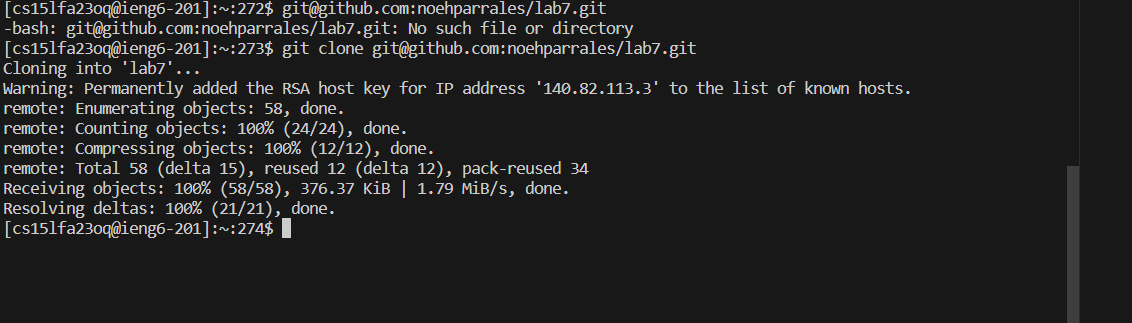 [cs15lfa23oq@ieng6-201]:~:272$ git@github.com:noehparrales/lab7.git
-bash: git@github.com:noehparrales/lab7.git: No such file or directory
[cs15lfa23oq@ieng6-201]:~:273$ git clone git@github.com:noehparrales/lab7.git
Cloning into 'lab7'...
Warning: Permanently added the RSA host key for IP address '140.82.113.3' to the list of known hosts.
remote: Enumerating objects: 58, done.
remote: Counting objects: 100% (24/24), done.
remote: Compressing objects: 100% (12/12), done.
remote: Total 58 (delta 15), reused 12 (delta 12), pack-reused 34
Receiving objects: 100% (58/58), 376.37 KiB | 1.79 MiB/s, done.
Resolving deltas: 100% (21/21), done.
[cs15lfa23oq@ieng6-201]:~:274$